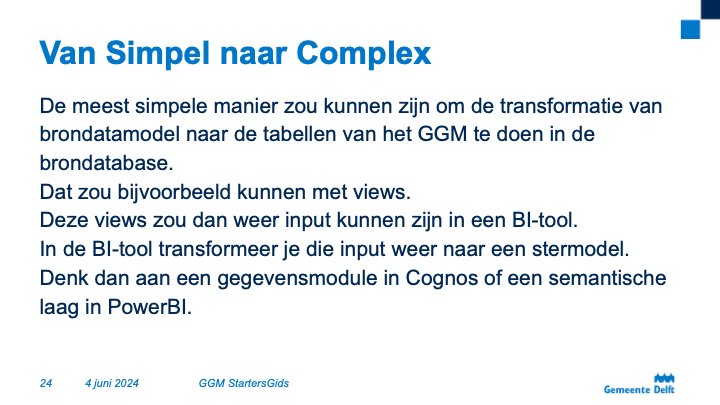 Van Simpel naar Complex
De meest simpele manier zou kunnen zijn om de transformatie van
brondatamodel naar de tabellen van het GGM te doen in de
brondatabase.
Dat zou bijvoorbeeld kunnen met views.
Deze views zou dan weer input kunnen zijn in een BI-tool.
In de BI-tool transformeer je die input weer naar een stermodel.
Denk dan aan een gegevensmodule in Cognos of een semantische
laag in PowerBI.
24 4 juni 2024 GGM StartersGids
Gemeente Delft